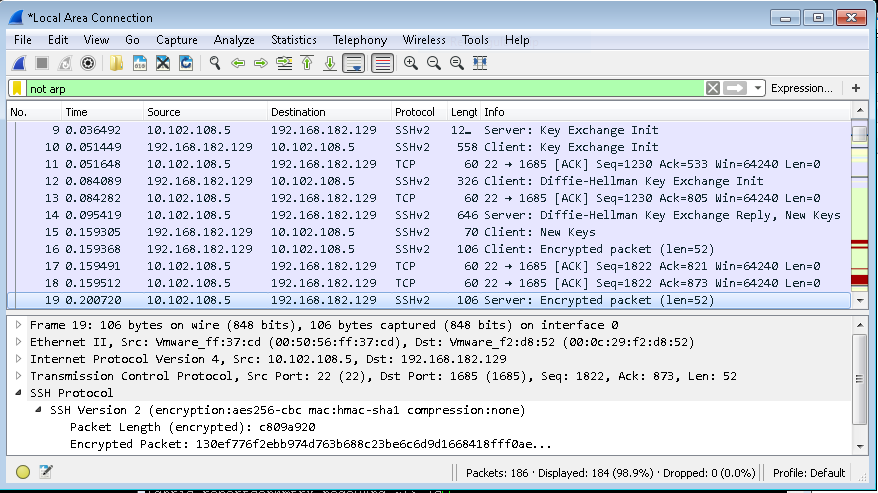 *Local Area Connection
File Edit View Go Capture Analyze Statistics Telephony Wireless Tools Help
not arp Expression... +
No. Time Source Destination Protocol Lengt Info
9 0.036492 10.102.108.5 192.168.182.129 SSHv2 12… Server: Key Exchange Init
10 0.051449 192.168.182.129 10.102.108.5 SSHv2 558 Client: Key Exchange Init
11 0.051648 10.102.108.5 192.168.182.129 TCP 60 22 → 1685 [ACK] Seq=1230 Ack=533 Win=64240 Len=0
12 0.084089 192.168.182.129 10.102.108.5 SSHv2 326 Client: Diffie-Hellman Key Exchange Init
13 0.084282 10.102.108.5 192.168.182.129 TCP 60 22 → 1685 [ACK] Seq=1230 Ack=805 Win=64240 Len=0
14 0.095419 10.102.108.5 192.168.182.129 SSHv2 646 Server: Diffie-Hellman Key Exchange Reply, New Keys
15 0.159305 192.168.182.129 10.102.108.5 SSHv2 70 Client: New Keys
16 0.159368 192.168.182.129 10.102.108.5 SSHv2 106 Client: Encrypted packet (len=52)
17 0.159491 10.102.108.5 192.168.182.129 TCP 60 22 → 1685 [ACK] Seq=1822 Ack=821 Win=64240 Len=0
18 0.159512 10.102.108.5 192.168.182.129 TCP 60 22 → 1685 [ACK] Seq=1822 Ack=873 Win=64240 Len=0
19 0.200720 10.102.108.5 192.168.182.129 SSHv2 106 Server: Encrypted packet (len=52)
Frame 19: 106 bytes on wire (848 bits), 106 bytes captured (848 bits) on interface 0
Ethernet II, Src: Vmware_ff:37:cd (00:50:56:ff:37:cd), Dst: Vmware_f2:d8:52 (00:0c:29:f2:d8:52)
Internet Protocol Version 4, Src: 10.102.108.5, Dst: 192.168.182.129
Transmission Control Protocol, Src Port: 22 (22), Dst Port: 1685 (1685), Seq: 1822, Ack: 873, Len: 52
SSH Protocol
SSH Version 2 (encryption:aes256-cbc mac:hmac-sha1 compression:none)
Packet Length (encrypted): c809a920
Encrypted Packet: 130ef776f2ebb974d763b688c23be6c6d9d1668418fff0ae...
Packets: 186 · Displayed: 184 (98.9%) · Dropped: 0 (0.0%) Profile: Default